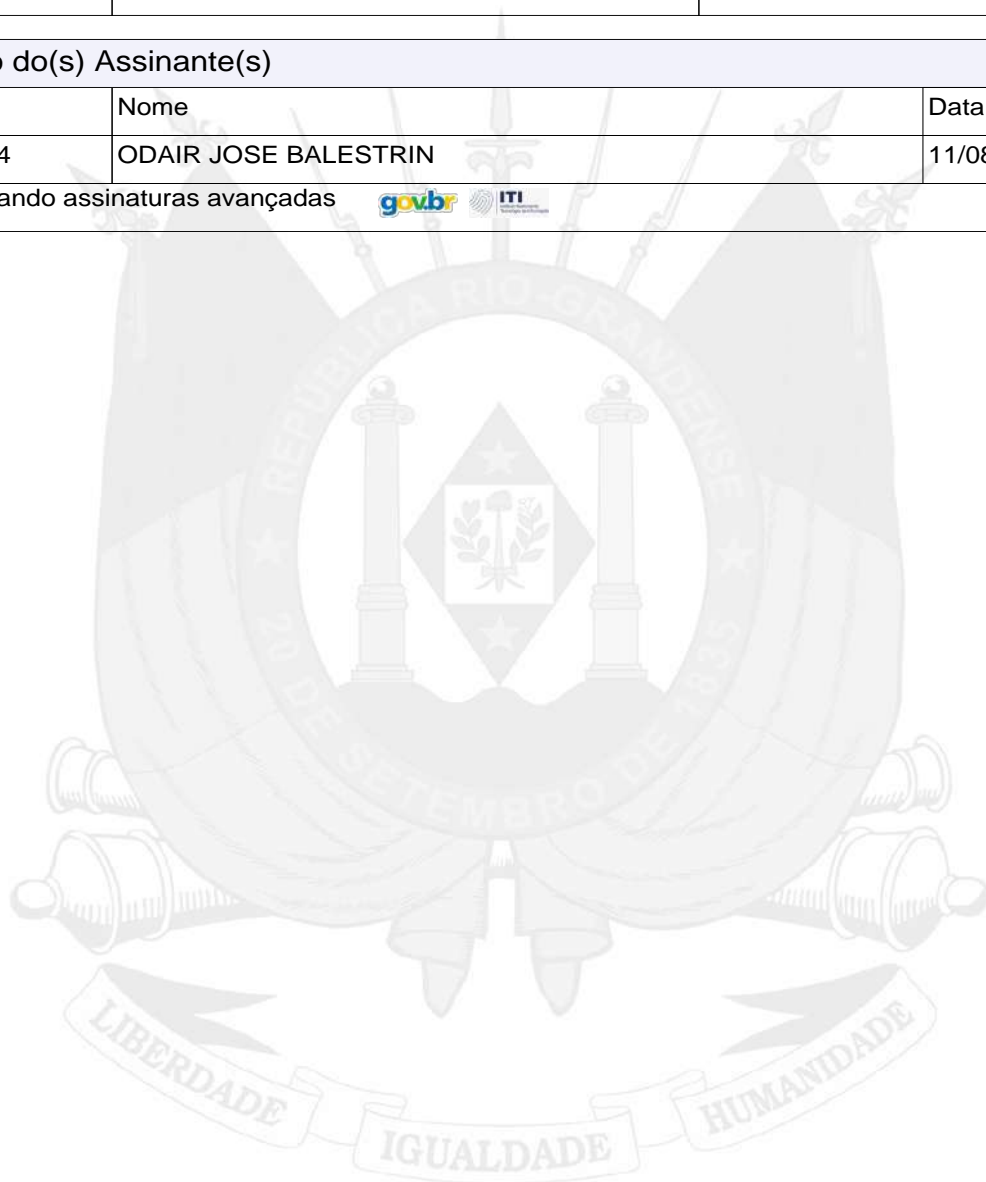 o do(s) Assinante(s)
Nome Data
4 ODAIR JOSE BALESTRIN 11/08
ando assinaturas avançadas gov.br ITI
REPÚBLICA RIO-GRANDENSE
20 DE SETEMBRO DE 1835
LIBERDADE IGUALDADE HUMANIDADE